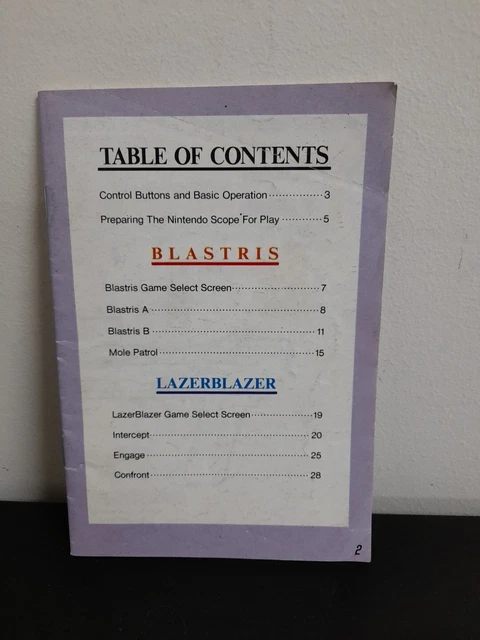 TABLE OF CONTENTS
Control Buttons and Basic Operation··············3
Preparing The Nintendo Scope* For Play···········5
BLASTRIS
Blastris Game Select Screen·······················7
Blastris A············································8
Blastris B············································11
Mole Patrol··········································15
LAZERBLAZER
LazerBlazer Game Select Screen················19
Intercept············································20
Engage··············································25
Confront············································28
2